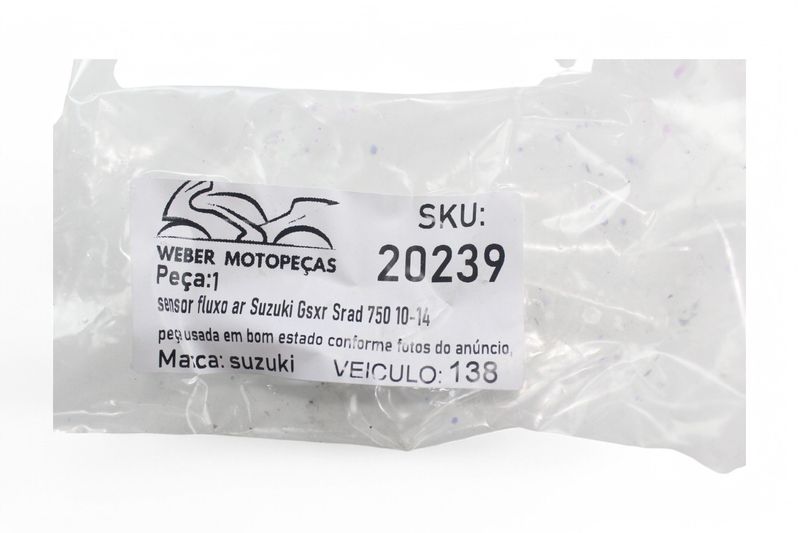 WEBER MOTOPEÇAS
SKU:
20239
Peça:1
sensor fluxo ar Suzuki Gsxr Srad 750 10-14
peça usada em bom estado conforme fotos do anúncio,
Marca: suzuki VEICULO: 138